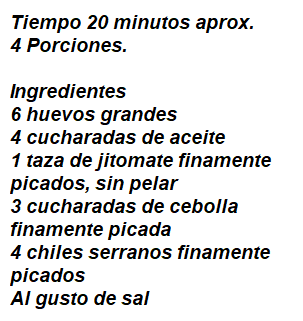 Tiempo 20 minutos aprox.
4 Porciones.
Ingredientes
6 huevos grandes
4 cucharadas de aceite
1 taza de jitomate finamente
picados, sin pelar
3 cucharadas de cebolla
finamente picada
4 chiles serranos finamente
picados
Al gusto de sal